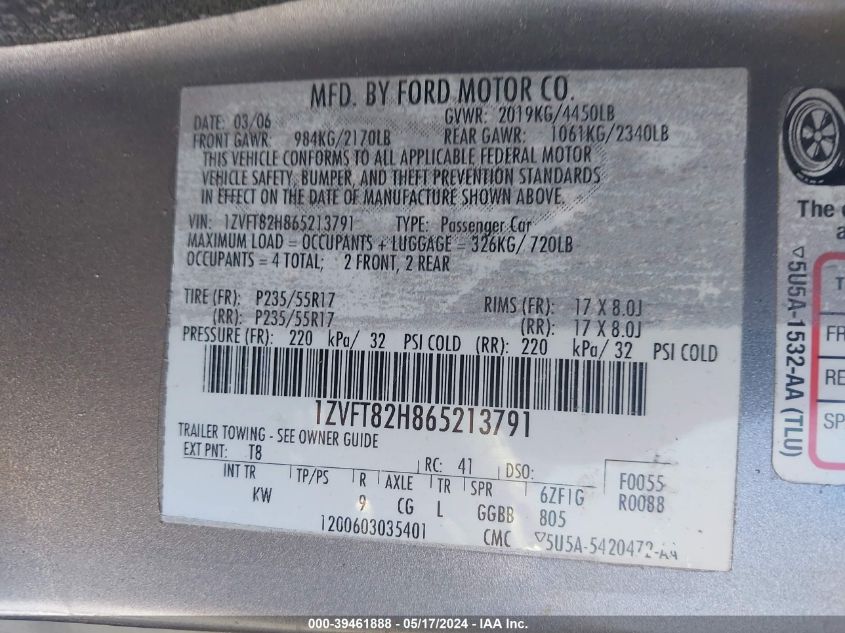 MFD. BY FORD MOTOR CO.
DATE: 03/06 GVWR: 2019KG/4450LB
FRONT GAWR: 984KG/2170LB REAR GAWR: 1061KG/2340LB
THIS VEHICLE CONFORMS TO ALL APPLICABLE FEDERAL MOTOR
VEHICLE SAFETY, BUMPER, AND THEFT PREVENTION STANDARDS
IN EFFECT ON THE DATE OF MANUFACTURE SHOWN ABOVE.
VIN: 1ZVFT82H865213791 TYPE: Passenger Car
MAXIMUM LOAD = OCCUPANTS + LUGGAGE = 326KG/ 720LB
OCCUPANTS = 4 TOTAL; 2 FRONT, 2 REAR
TIRE (FR): P235/55R17 RIMS (FR): 17 X 8.0J
(RR): P235/55R17 (RR): 17 X 8.0J
PRESSURE (FR): 220 kPa/ 32 PSI COLD (RR): 220 kPa/ 32 PSI COLD
1ZVFT82H865213791
TRAILER TOWING - SEE OWNER GUIDE
EXT PNT: T8 RC: 41 DSO: F0055
INT TR TP/PS R AXLE TR SPR 6ZF1G R0088
KW 9 CG L GGBB 805
1200603035401 CMC ▽5U5A-5420472-AA
The
a
▽5U5A-1532-AA (TLU)
T
FR
RE
SP
000-39461888 - 05/17/2024 - IAAI, Inc.